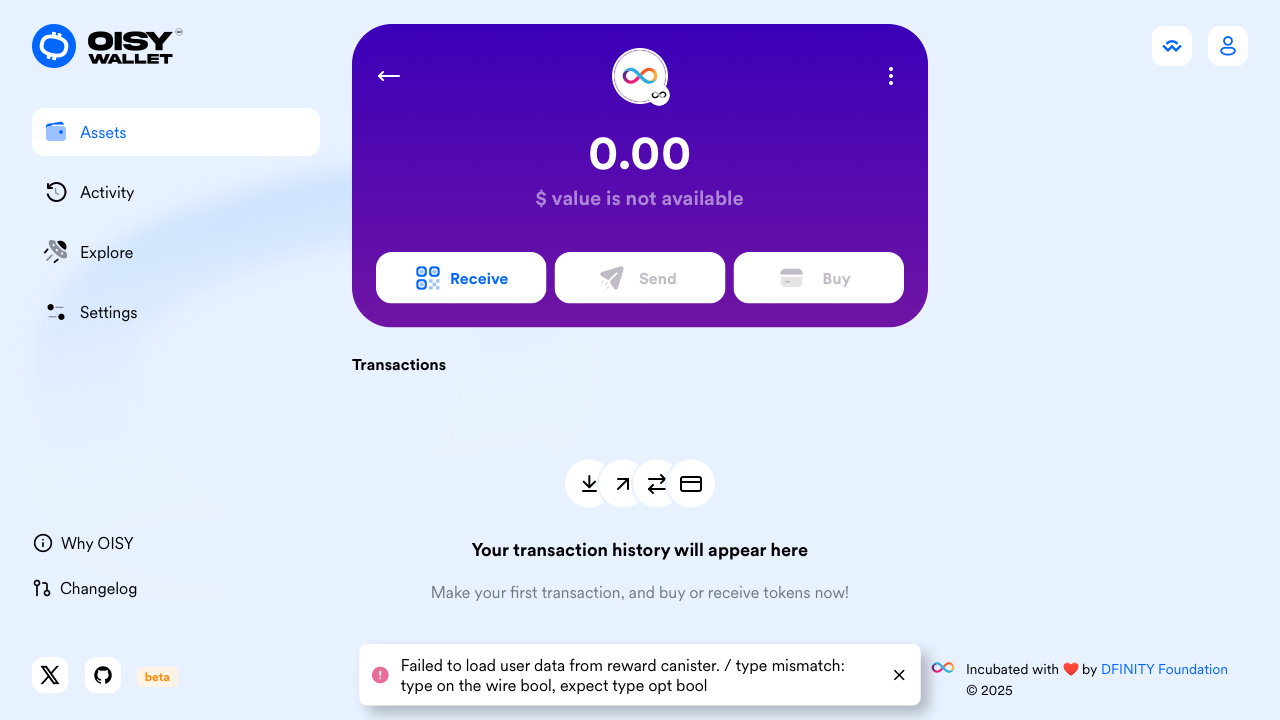 OISY
WALLET
Assets
Activity
Explore
Settings
Why OISY
Changelog
beta
0.00
$ value is not available
Receive
Send
Buy
Transactions
Your transaction history will appear here
Make your first transaction, and buy or receive tokens now!
Failed to load user data from reward canister. / type mismatch:
type on the wire bool, expect type opt bool
Incubated with ❤️ by DFINITY Foundation
© 2025